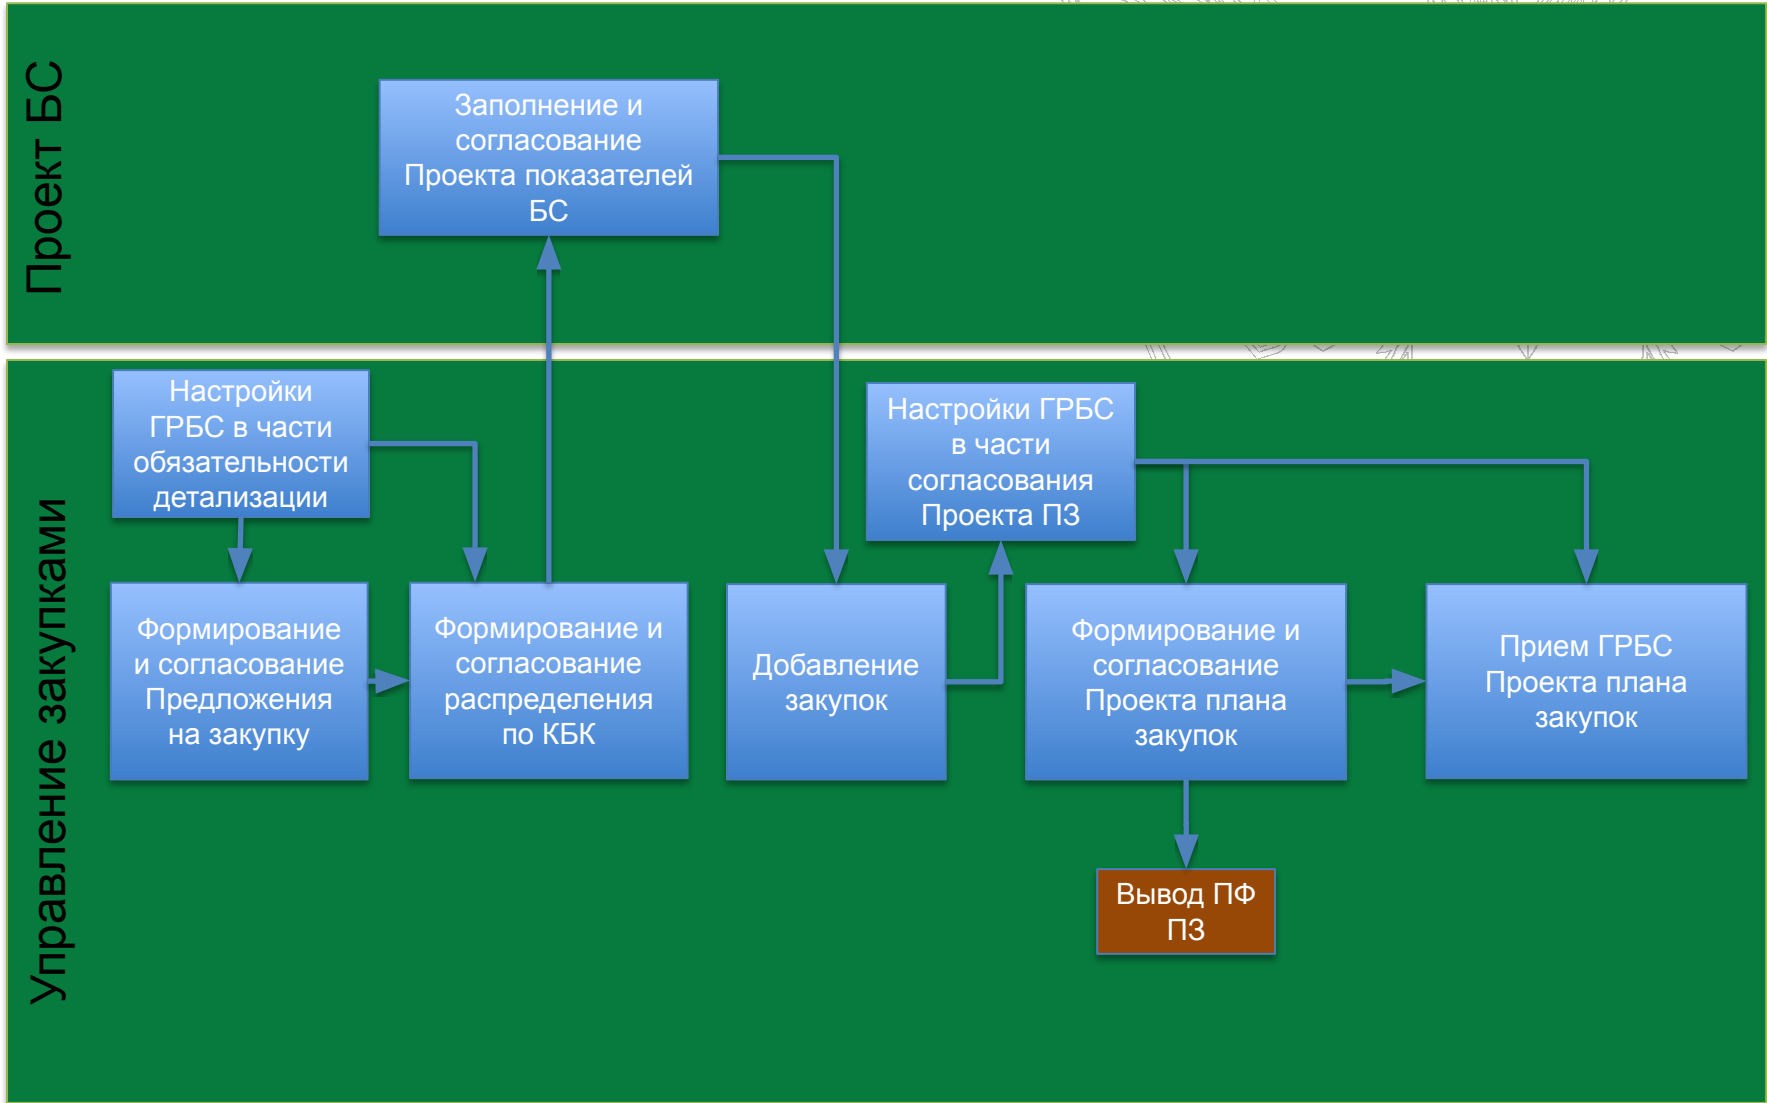 Проект БС
Заполнение и
согласование
Проекта показателей
БС
Управление закупками
Настройки
ГРБС в части
обязательности
детализации
Настройки ГРБС
в части
согласования
Проекта ПЗ
Формирование
и согласование
Предложения
на закупку
Формирование и
согласование
распределения
по КБК
Добавление
закупок
Формирование и
согласование
Проекта плана
закупок
Прием ГРБС
Проекта плана
закупок
Вывод ПФ
ПЗ